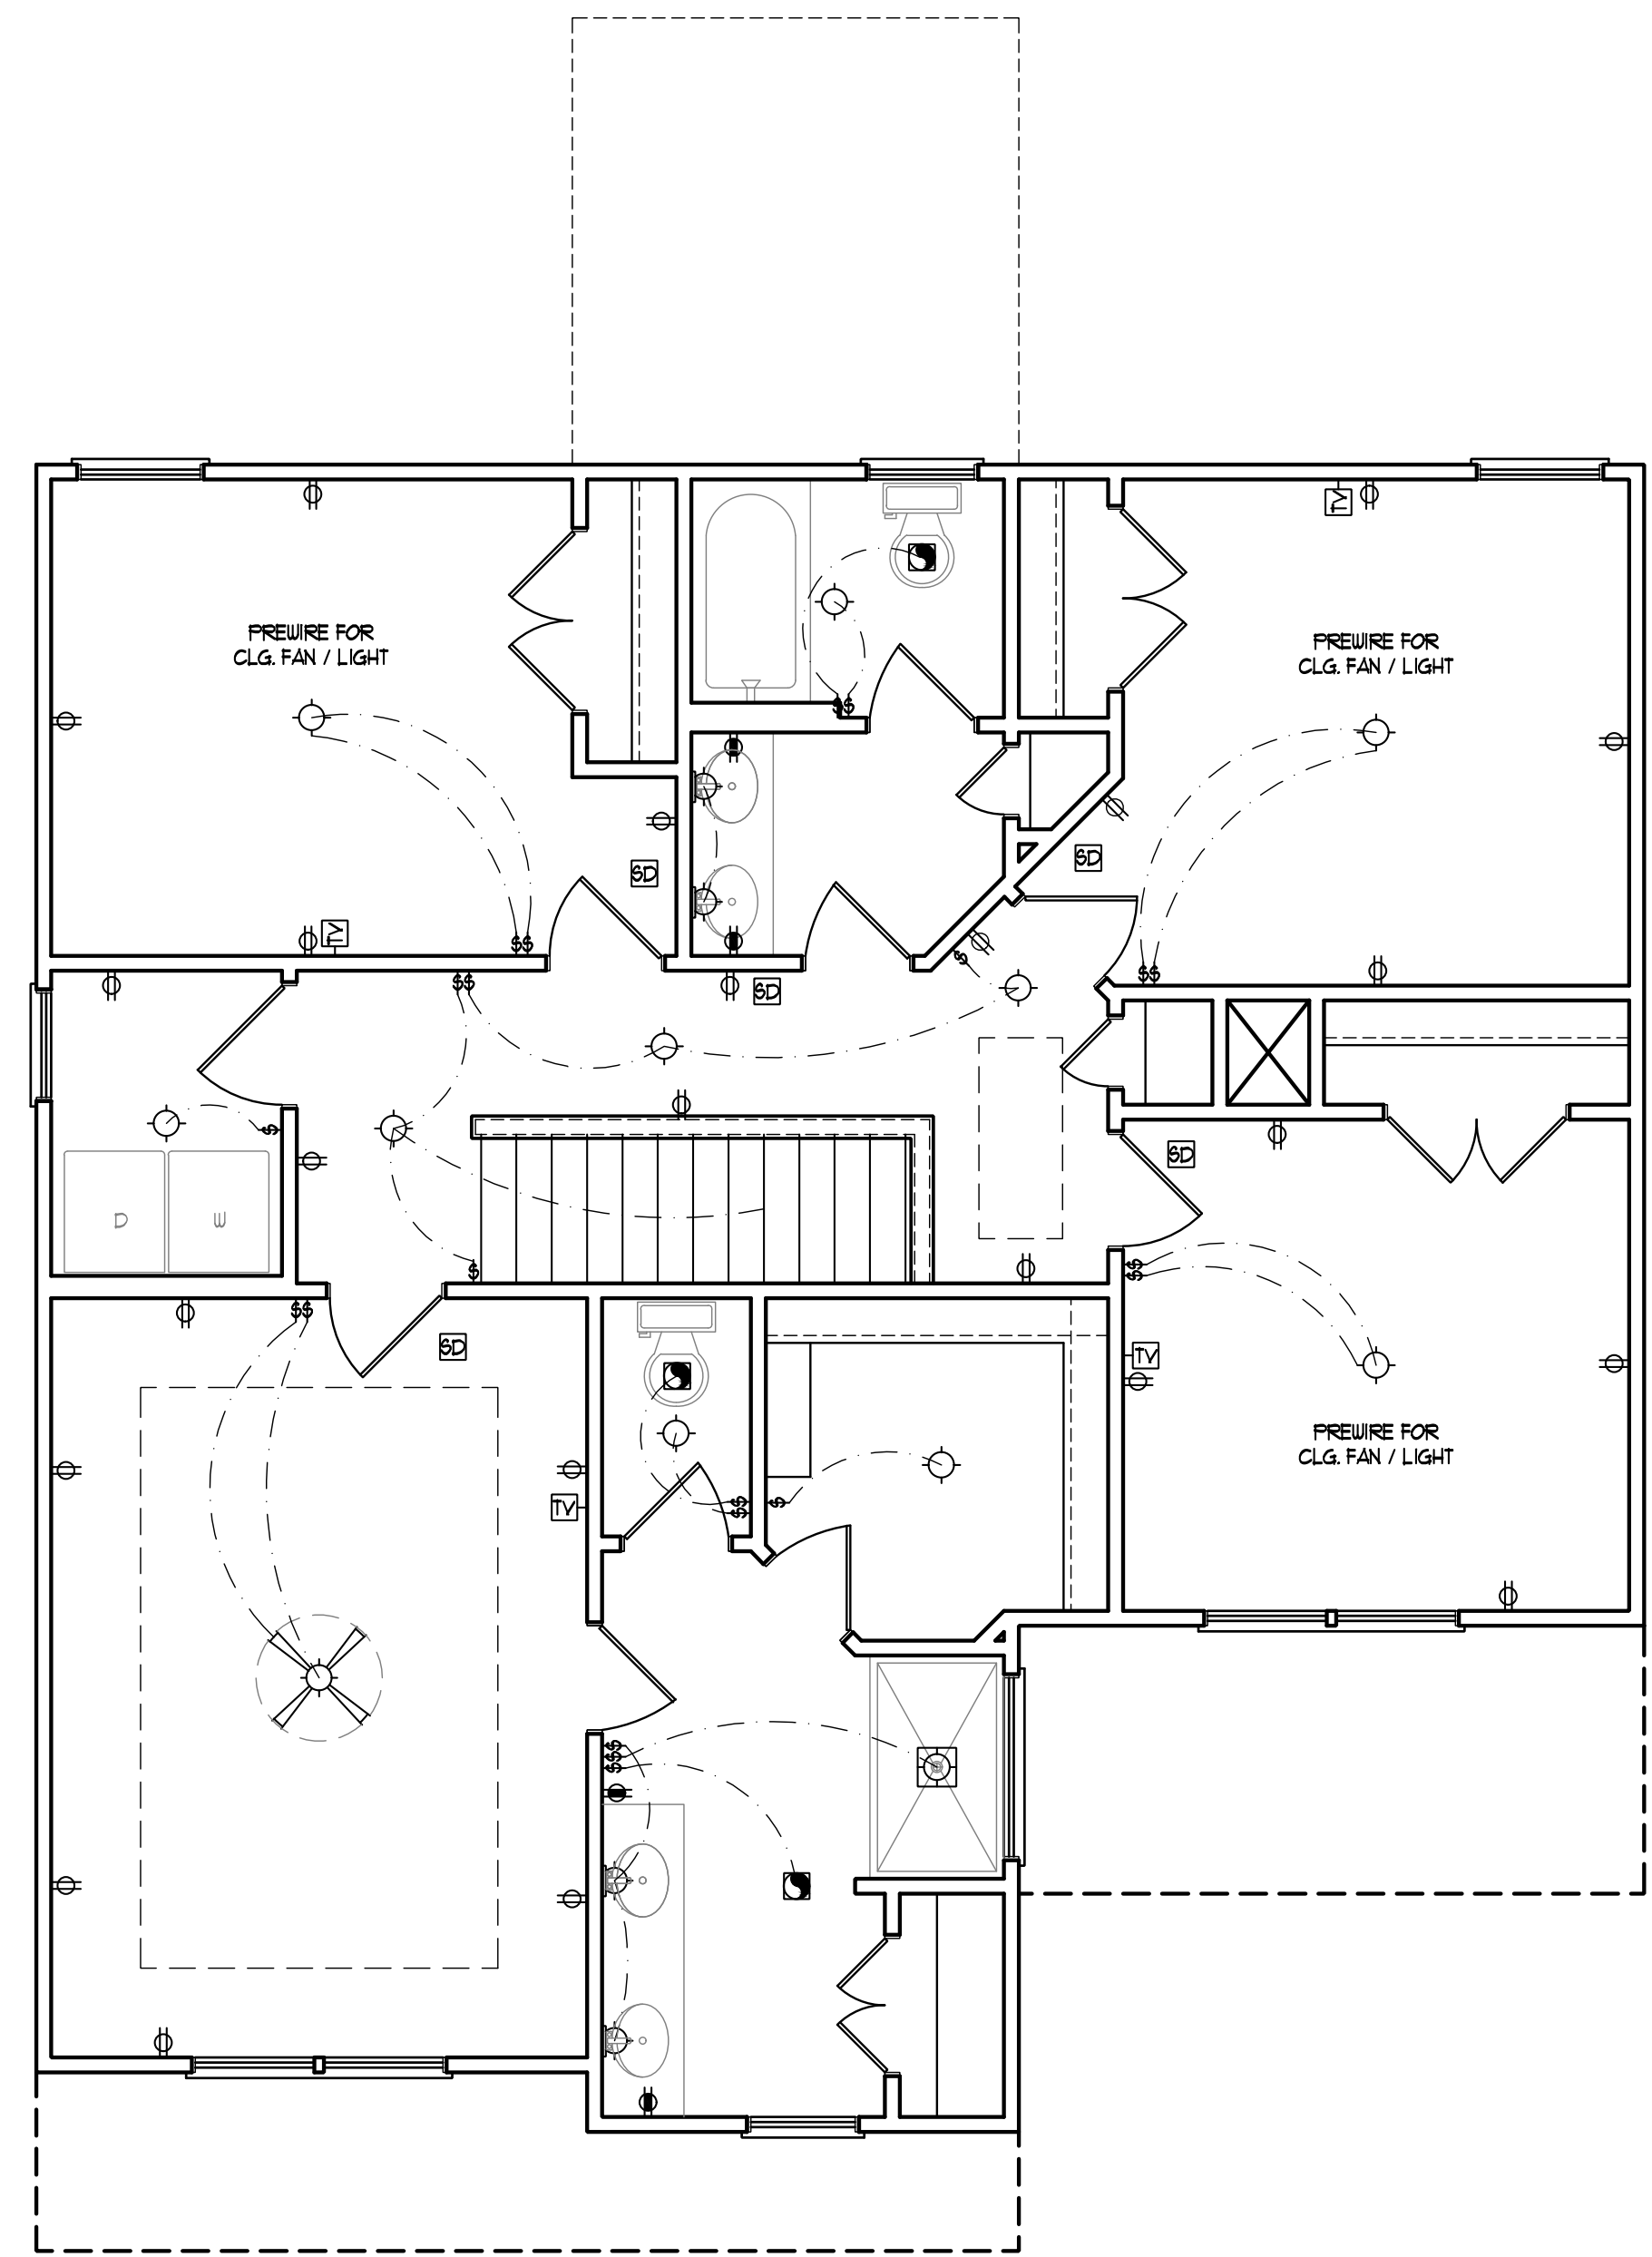 TV
PREWIRE FOR
CLG. FAN / LIGHT
PREWIRE FOR
CLG. FAN / LIGHT
$$
SD
SD
TV
$$
$
$$
$$
SD
$
SD
D
W
$
$$
$$
SD
TV
PREWIRE FOR
CLG. FAN / LIGHT
TV
$$
$
$
$$
$